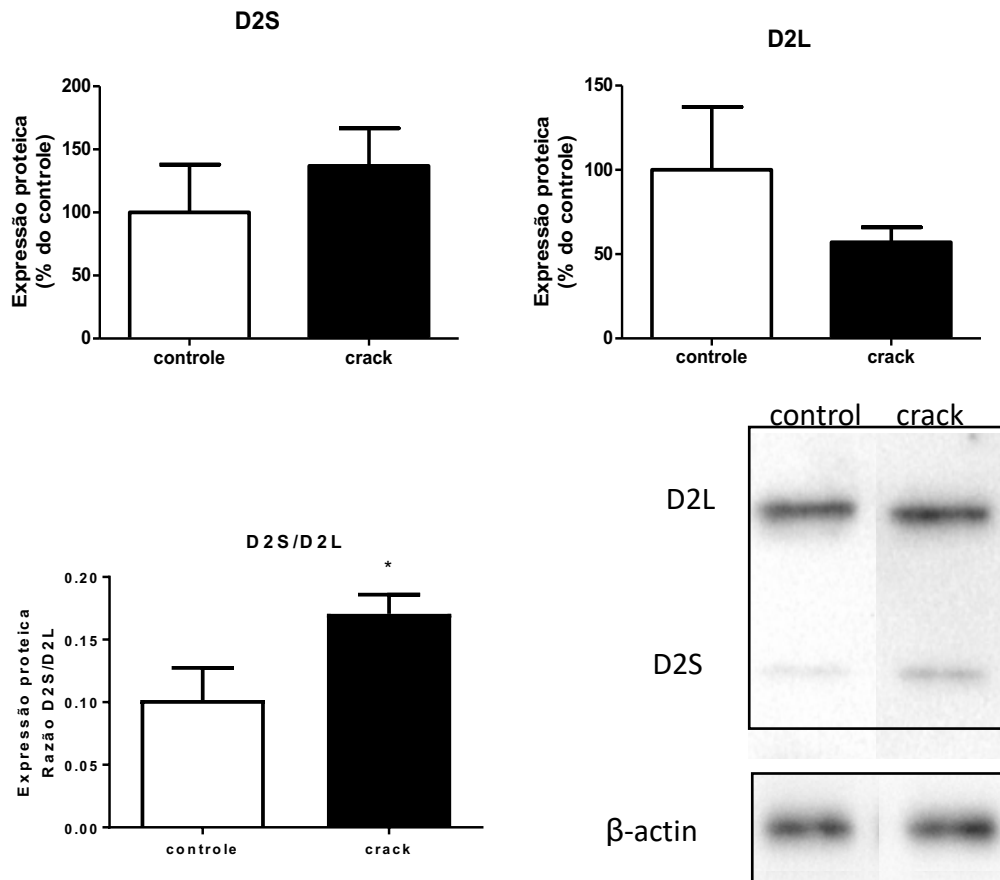 D2S
Expressão proteica
(% do controle)
200
150
100
50
0
controle crack
D2L
Expressão proteica
(% do controle)
150
100
50
0
controle crack
D2S/D2L
*
Expressão proteica
Razão D2S/D2L
0.20
0.15
0.10
0.05
0.00
controle crack
control crack
D2L
D2S
β-actin